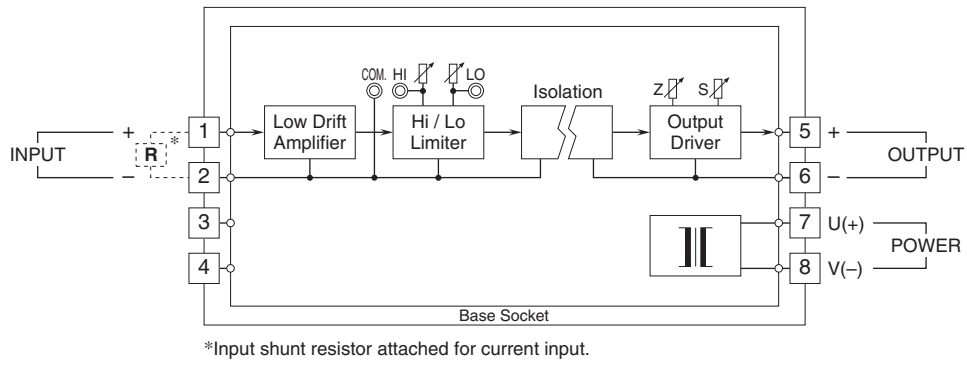 COM. HI LO
Isolation
Z S
Low Drift
Amplifier
Hi / Lo
Limiter
Output
Driver
INPUT
+
R
*
–
1
2
3
4
5 +
6 –
OUTPUT
7 U(+)
8 V(–)
POWER
Base Socket
*Input shunt resistor attached for current input.